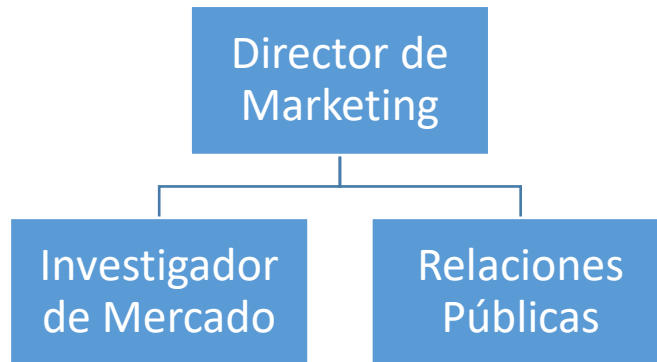 Director de
Marketing
Investigador
de Mercado
Relaciones
Públicas